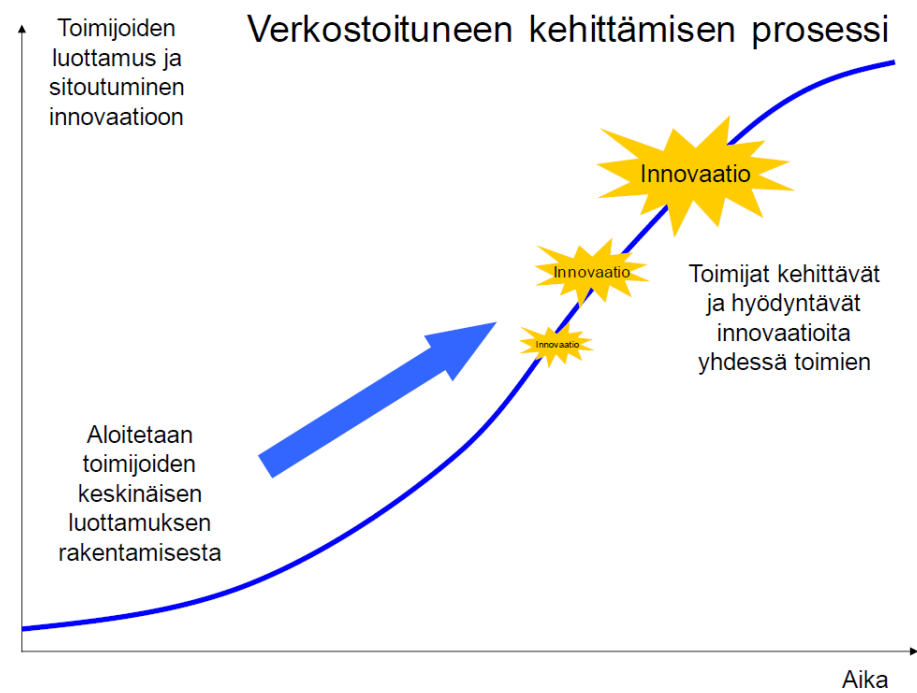 Verkostoituneen kehittämisen prosessi
Toimijoiden
luottamus ja
sitoutuminen
innovaatioon
Innovaatio
Innovaatio
Innovaatio
Toimijat kehittävät
ja hyödyntävät
innovaatioita
yhdessä toimien
Aloitetaan
toimijoiden
keskinäisen
luottamuksen
rakentamisesta
Aika